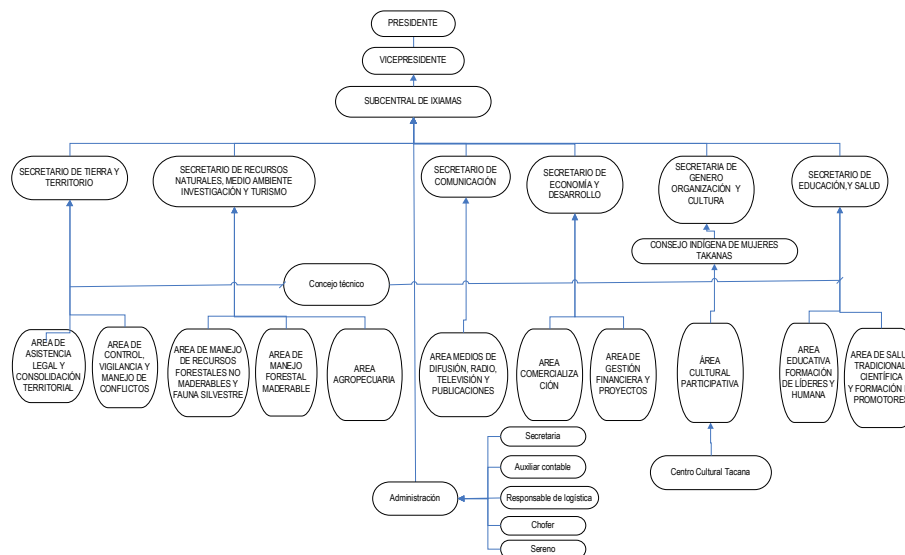 PRESIDENTE
VICEPRESIDENTE
SUBCENTRAL DE IXIAMAS
SECRETARIO DE TIERRA Y
TERRITORIO
SECRETARIO DE RECURSOS
NATURALES, MEDIO AMBIENTE
INVESTIGACIÓN Y TURISMO
SECRETARIO DE
COMUNICACIÓN
SECRETARIO DE
ECONOMÍA Y
DESARROLLO
SECRETARIA DE
GENERO
ORGANIZACIÓN Y
CULTURA
SECRETARIO DE
EDUCACIÓN,Y SALUD
CONSEJO INDÍGENA DE MUJERES
TAKANAS
Concejo técnico
AREA DE
ASISTENCIA
LEGAL Y
CONSOLIDACIÓN
TERRITORIAL
AREA DE
CONTROL,
VIGILANCIA Y
MANEJO DE
CONFLICTOS
AREA DE MANEJO
DE RECURSOS
FORESTALES NO
MADERABLES Y
FAUNA SILVESTRE
AREA DE
MANEJO
FORESTAL
MADERABLE
AREA
AGROPECUARIA
AREA MEDIOS DE
DIFUSIÓN, RADIO,
TELEVISIÓN Y
PUBLICACIONES
AREA
COMERCIALIZA
CIÓN
AREA DE
GESTIÓN
FINANCIERA Y
PROYECTOS
ÀREA
CULTURAL
PARTICIPATIVA
AREA
EDUCATIVA
FORMACIÓN
DE LÍDERES Y
HUMANA
AREA DE SALUD
TRADICIONAL
CIENTÍFICA
Y FORMACIÓN
PROMOTORES
Secretaria
Auxiliar contable
Responsable de logística
Chofer
Sereno
Administración
Centro Cultural Tacana